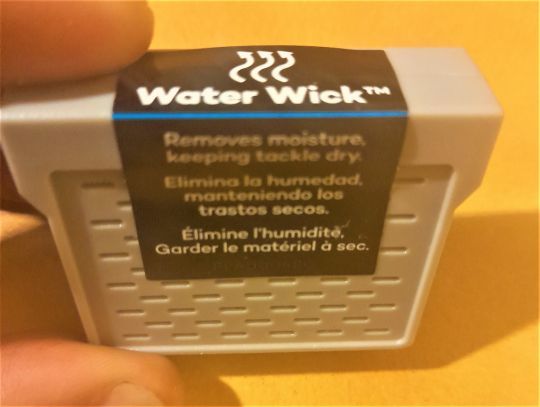 Water Wick™
Removes moisture,
keeping tackle dry.
Elimina la humedad,
manteniendo los
trastos secos.
Élimine l'humidité,
Garder le matériel à sec.